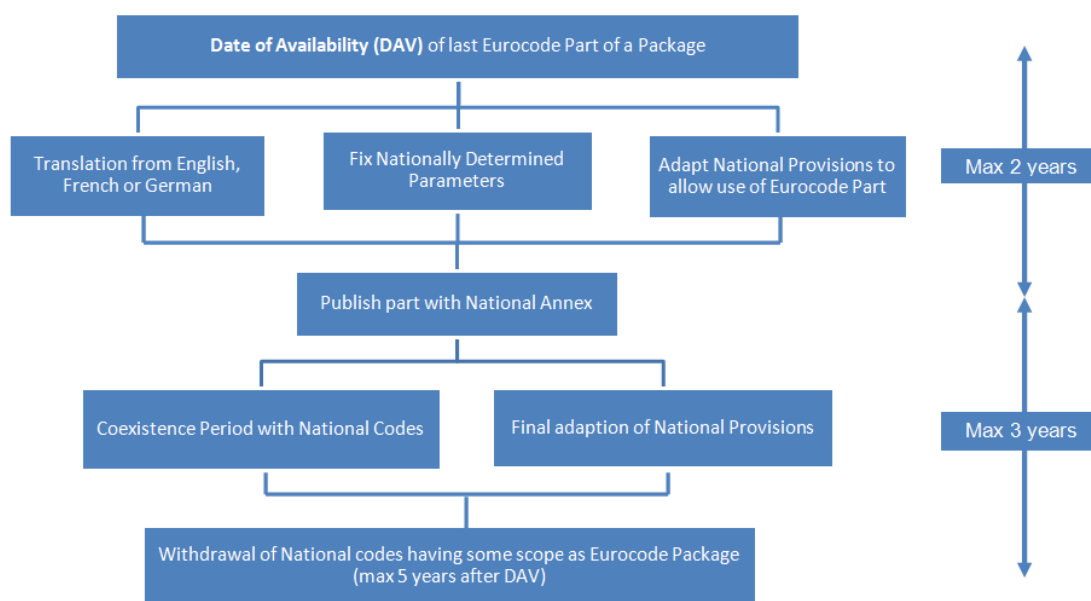 Date of Availability (DAV) of last Eurocode Part of a Package
Translation from English,
French or German
Fix Nationally Determined
Parameters
Adapt National Provisions to
allow use of Eurocode Part
Max 2 years
Publish part with National Annex
Coexistence Period with National Codes
Final adaption of National Provisions
Max 3 years
Withdrawal of National codes having some scope as Eurocode Package
(max 5 years after DAV)